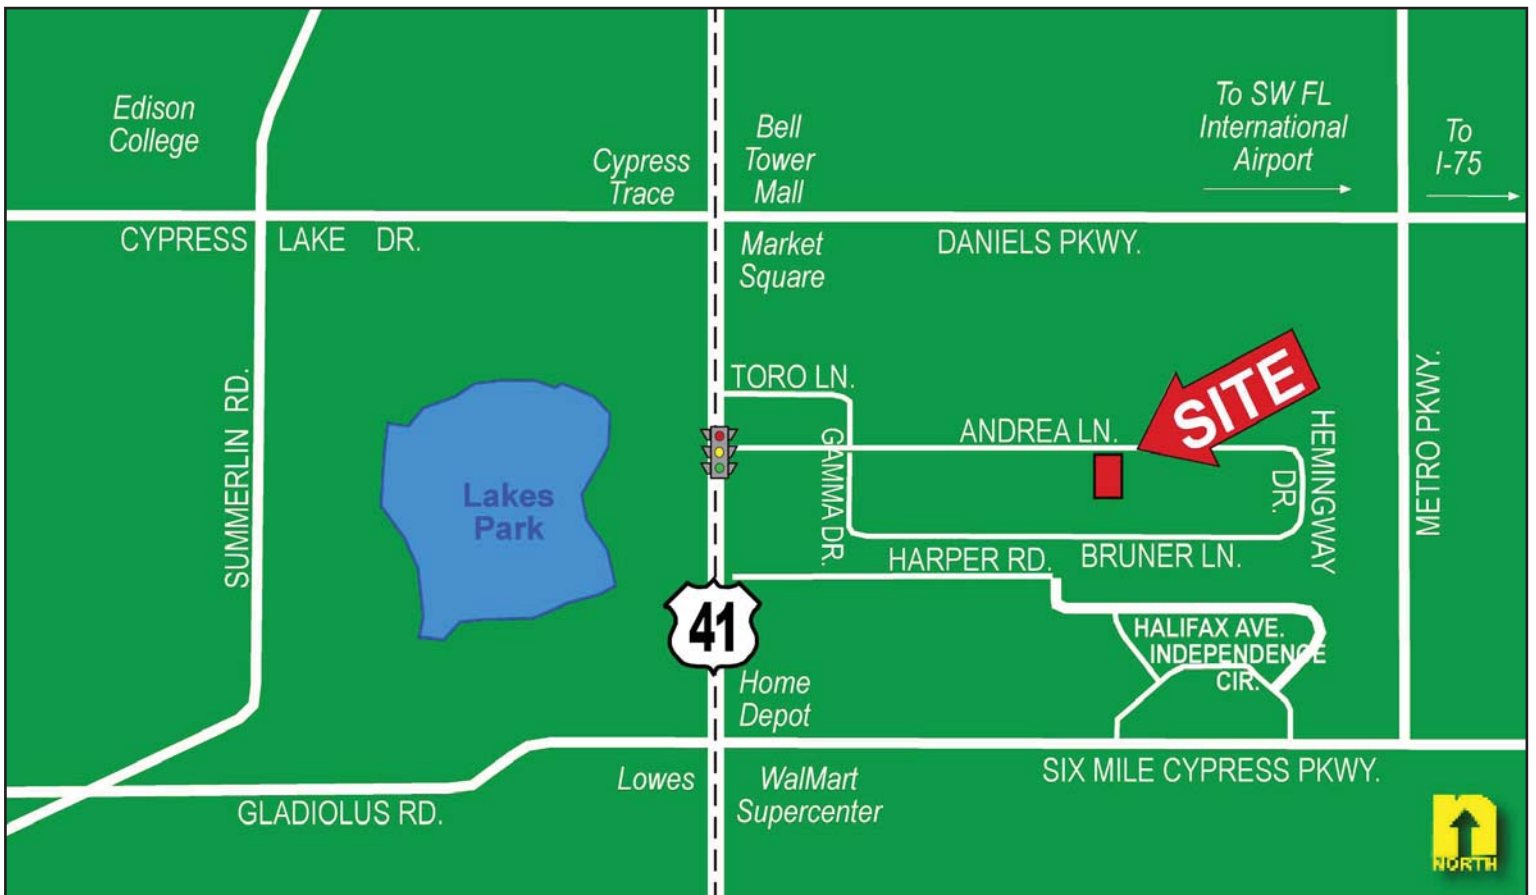 Edison
College
Cypress
Trace
Bell
Tower
Mall
To SW FL
International
Airport
To
I-75
CYPRESS LAKE DR.
Market
Square
DANIELS PKWY.
SUMMERLIN RD.
Lakes
Park
TORO LN.
GAMMA DR.
ANDREA LN.
SITE
HEMINGWAY
DR.
METRO PKWY.
HARPER RD.
BRUNER LN.
41
HALIFAX AVE.
INDEPENDENCE
CIR.
Home
Depot
Lowes
WalMart
Supercenter
SIX MILE CYPRESS PKWY.
GLADIOLUS RD.
n
NORTH